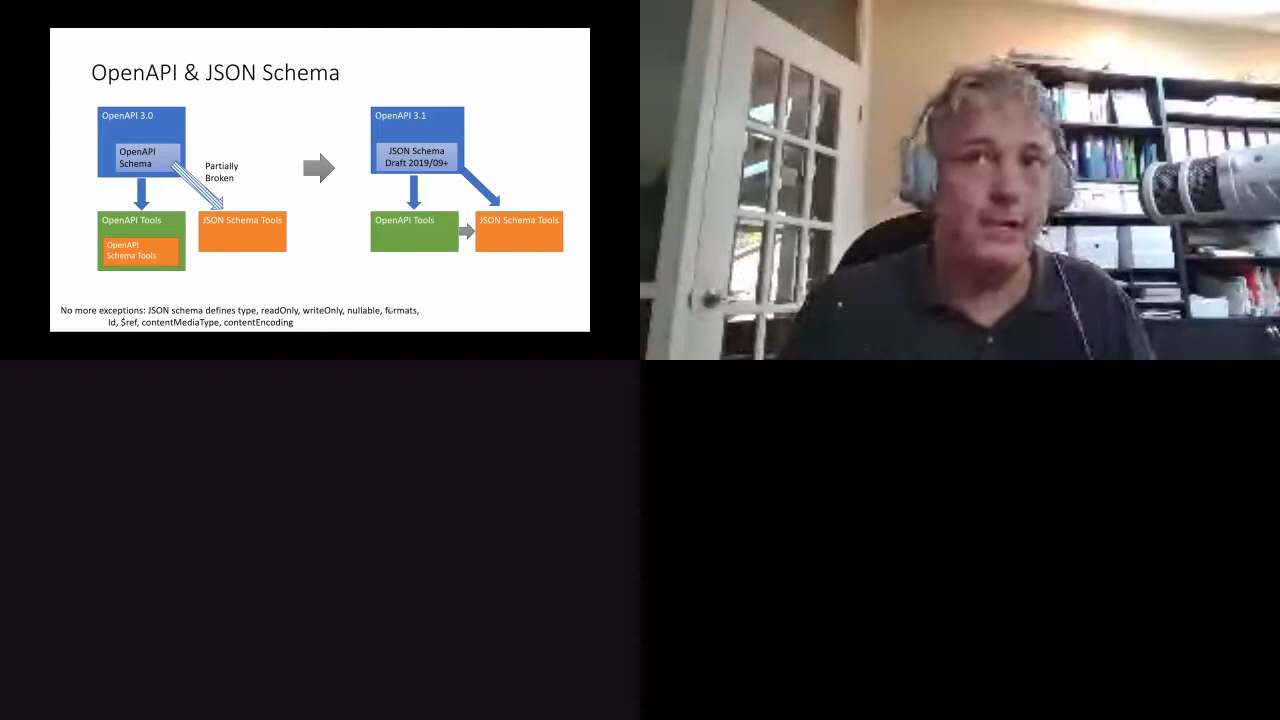 OpenAPI & JSON Schema
OpenAPI 3.0
OpenAPI
Schema
Partially
Broken
OpenAPI Tools
OpenAPI
Schema Tools
JSON Schema Tools
OpenAPI 3.1
JSON Schema
Draft 2019/09+
OpenAPI Tools
JSON Schema Tools
No more exceptions: JSON schema defines type, readOnly, writeOnly, nullable, formats,
Id, $ref, contentMediaType, contentEncoding